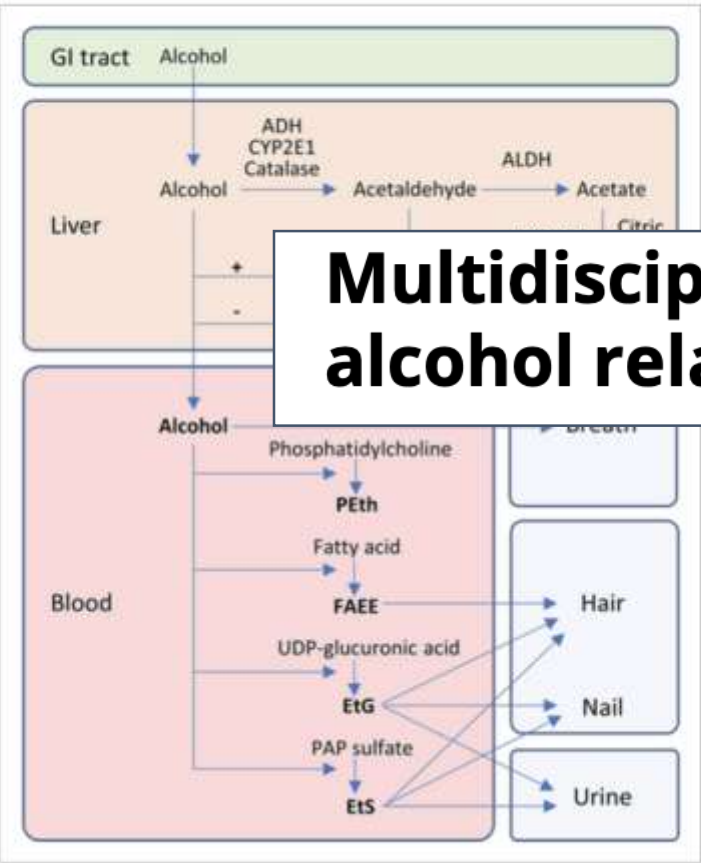 GI tract Alcohol
ADH
CYP2E1
Catalase
ALDH
Alcohol Acetaldehyde Acetate
Liver
Citric
+
-
Multidiscip
alcohol rela
Alcohol
Breath
Phosphatidylcholine
PEth
Fatty acid
Blood
FAEE
Hair
UDP-glucuronic acid
EtG
Nail
PAP sulfate
EtS
Urine